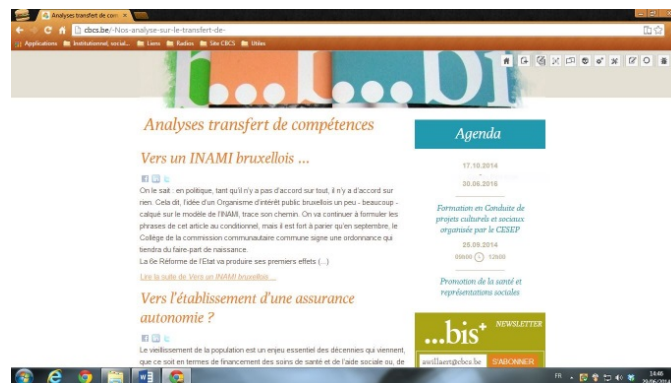 Analyses transfert de con
cbcs.be/-Nos-analyse-sur-le-transfert-de-
Applications Institutionnel, social... Liens Radios Site CBCS Utiles
...bi
Analyses transfert de compétences
Vers un INAMI bruxellois ...
On le sait : en politique, tant qu'il n'y a pas d'accord sur tout, il n'y a d'accord sur
rien. Cela dit, l'idée d'un Organisme d'intérêt public bruxellois un peu - beaucoup -
calqué sur le modèle de l'INAMI, trace son chemin. On va continuer à formuler les
phrases de cet article au conditionnel, mais il est fort à parier qu'en septembre, le
Collège de la commission communautaire commune signe une ordonnance qui
tiendra du faire-part de naissance.
La 6e Réforme de l'Etat va produire ses premiers effets (...)
Lire la suite de Vers un INAMI bruxellois ...
Vers l'établissement d'une assurance
autonomie ?
Le vieillissement de la population est un enjeu essentiel des décennies qui viennent,
que ce soit en termes de financement des soins de santé et de l'aide sociale ou, de
Agenda
17.10.2014
-
30.06.2016
Formation en Conduite de
projets culturels et sociaux
organisée par le CESEP
25.09.2014
09h00 12h00
Promotion de la santé et
représentations sociales
...bis+ NEWSLETTER
S'ABONNER
FR
14:46